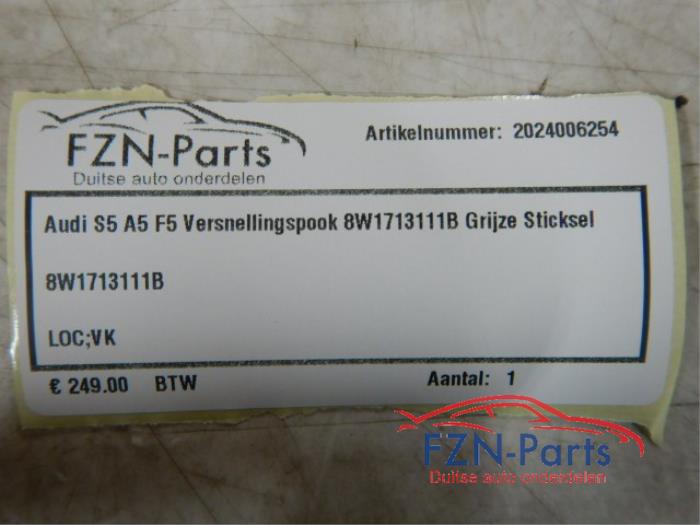 FZN-Parts
Duitse auto onderdelen
Artikelnummer: 2024006254
Audi S5 A5 F5 Versnellingspook 8W1713111B Grijze Sticksel
8W1713111B
LOC;VK
€ 249.00 BTW
Aantal: 1
FZN-Parts
Duitse auto onderdelen